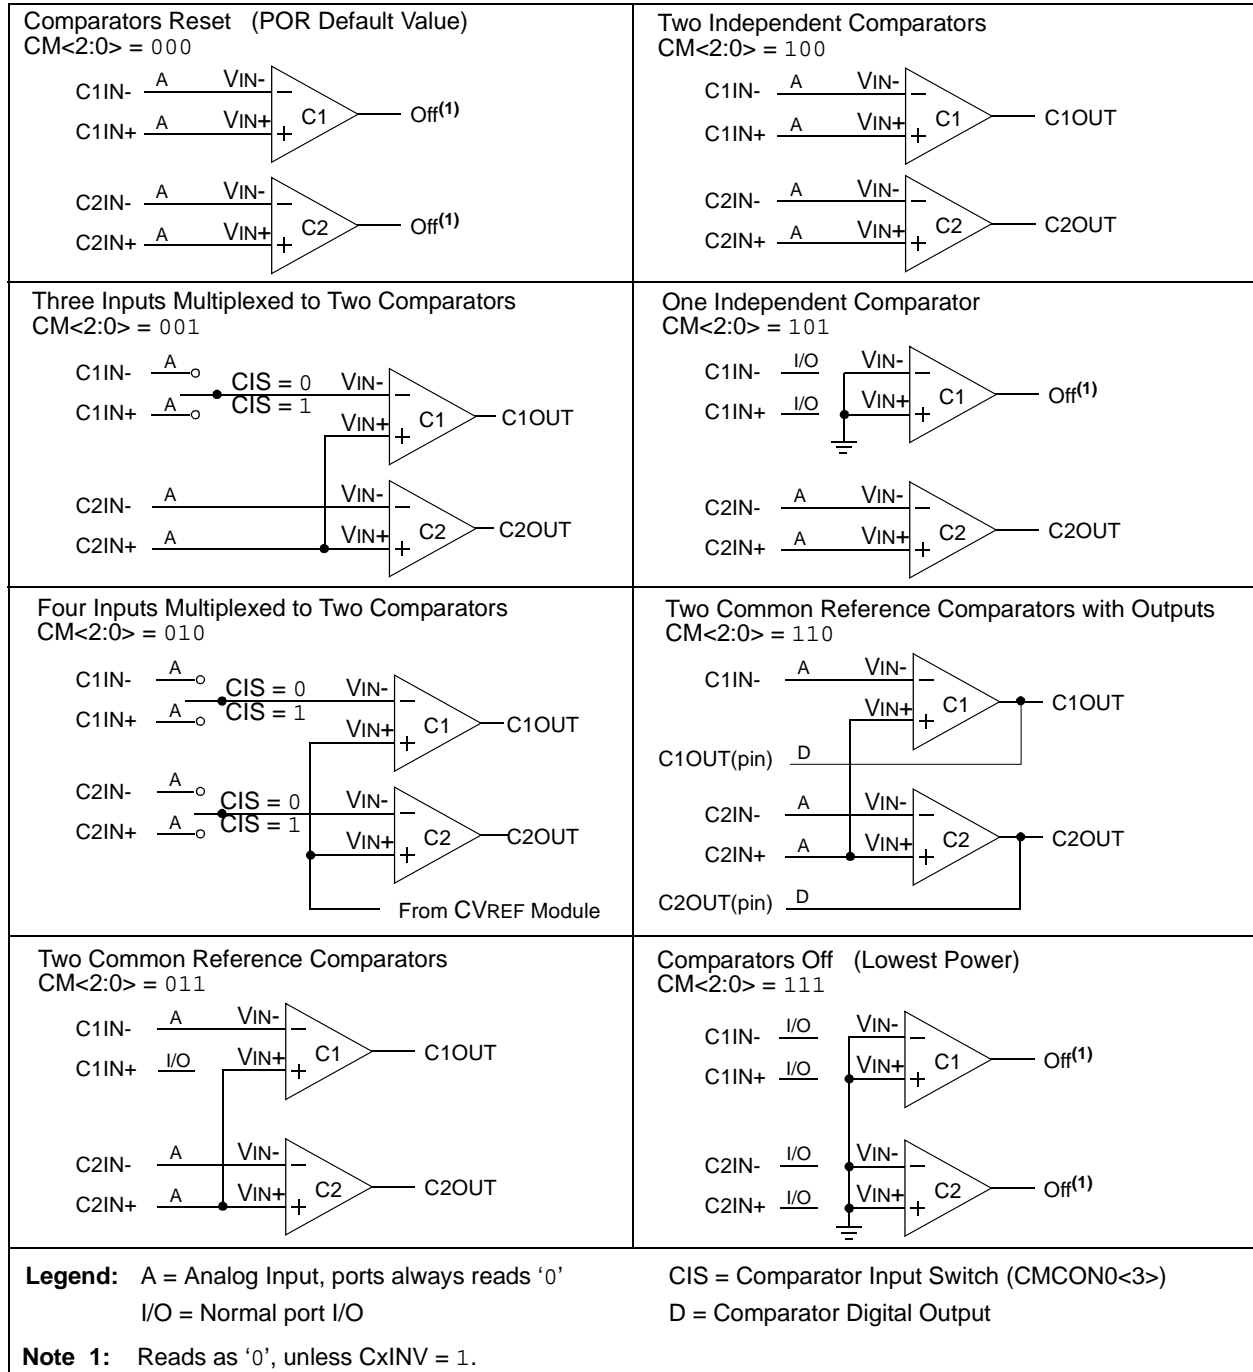 Comparators Reset (POR Default Value)
CM<2:0> = 000
C1IN- A VIN- –
C1IN+ A VIN+ + C1 Off(1)
C2IN- A VIN- –
C2IN+ A VIN+ + C2 Off(1)
Two Independent Comparators
CM<2:0> = 100
C1IN- A VIN- –
C1IN+ A VIN+ + C1 C1OUT
C2IN- A VIN- –
C2IN+ A VIN+ + C2 C2OUT
Three Inputs Multiplexed to Two Comparators
CM<2:0> = 001
C1IN- A CIS = 0 VIN- –
C1IN+ A CIS = 1 VIN+ + C1 C1OUT
C2IN- A VIN- –
C2IN+ A VIN+ + C2 C2OUT
One Independent Comparator
CM<2:0> = 101
C1IN- I/O VIN- –
C1IN+ I/O VIN+ + C1 Off(1)
C2IN- A VIN- –
C2IN+ A VIN+ + C2 C2OUT
Four Inputs Multiplexed to Two Comparators
CM<2:0> = 010
C1IN- A CIS = 0 VIN- –
C1IN+ A CIS = 1 VIN+ + C1 C1OUT
C2IN- A CIS = 0 VIN- –
C2IN+ A CIS = 1 VIN+ + C2 C2OUT
From CVREF Module
Two Common Reference Comparators with Outputs
CM<2:0> = 110
C1IN- A VIN- –
VIN+ + C1 C1OUT
C1OUT(pin) D
C2IN- A VIN- –
C2IN+ A VIN+ + C2 C2OUT
C2OUT(pin) D
Two Common Reference Comparators
CM<2:0> = 011
C1IN- A VIN- –
C1IN+ I/O VIN+ + C1 C1OUT
C2IN- A VIN- –
C2IN+ A VIN+ + C2 C2OUT
Comparators Off (Lowest Power)
CM<2:0> = 111
C1IN- I/O VIN- –
C1IN+ I/O VIN+ + C1 Off(1)
C2IN- I/O VIN- –
C2IN+ I/O VIN+ + C2 Off(1)
Legend: A = Analog Input, ports always reads ‘0’ CIS = Comparator Input Switch (CMCON0<3>)
I/O = Normal port I/O D = Comparator Digital Output
Note 1: Reads as ‘0’, unless CxINV = 1.